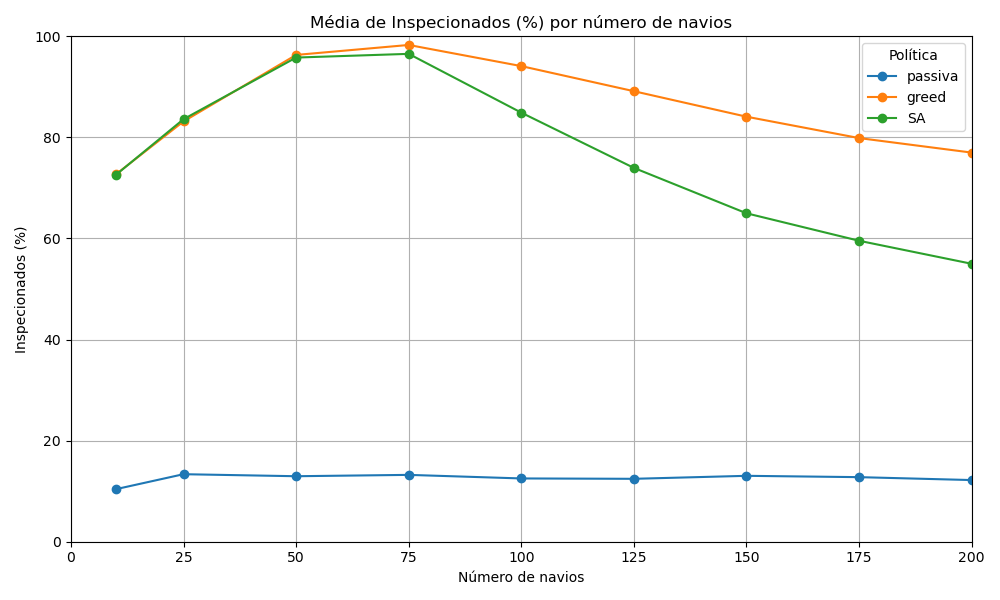 Média de Inspecionados (%) por número de navios
Política
passiva
greed
SA
Inspecionados (%)
100
80
60
40
20
0
0 25 50 75 100 125 150 175 200
Número de navios